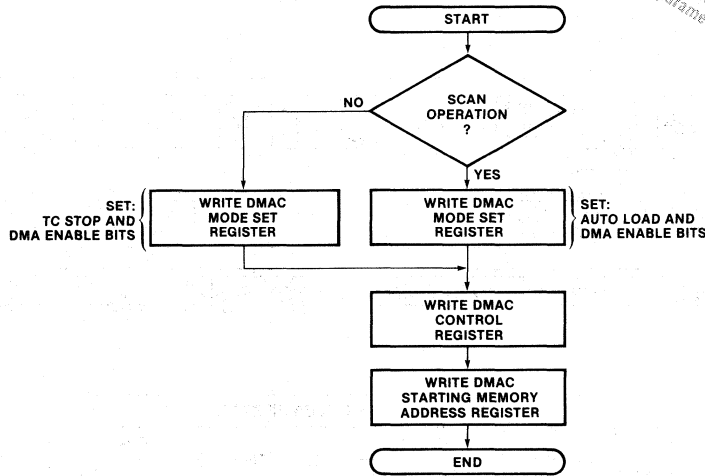 START
SCAN
OPERATION
?
NO
YES
SET:
TC STOP AND
DMA ENABLE BITS
WRITE DMAC
MODE SET
REGISTER
WRITE DMAC
MODE SET
REGISTER
SET:
AUTO LOAD AND
DMA ENABLE BITS
WRITE DMAC
CONTROL
REGISTER
WRITE DMAC
STARTING MEMORY
ADDRESS REGISTER
END